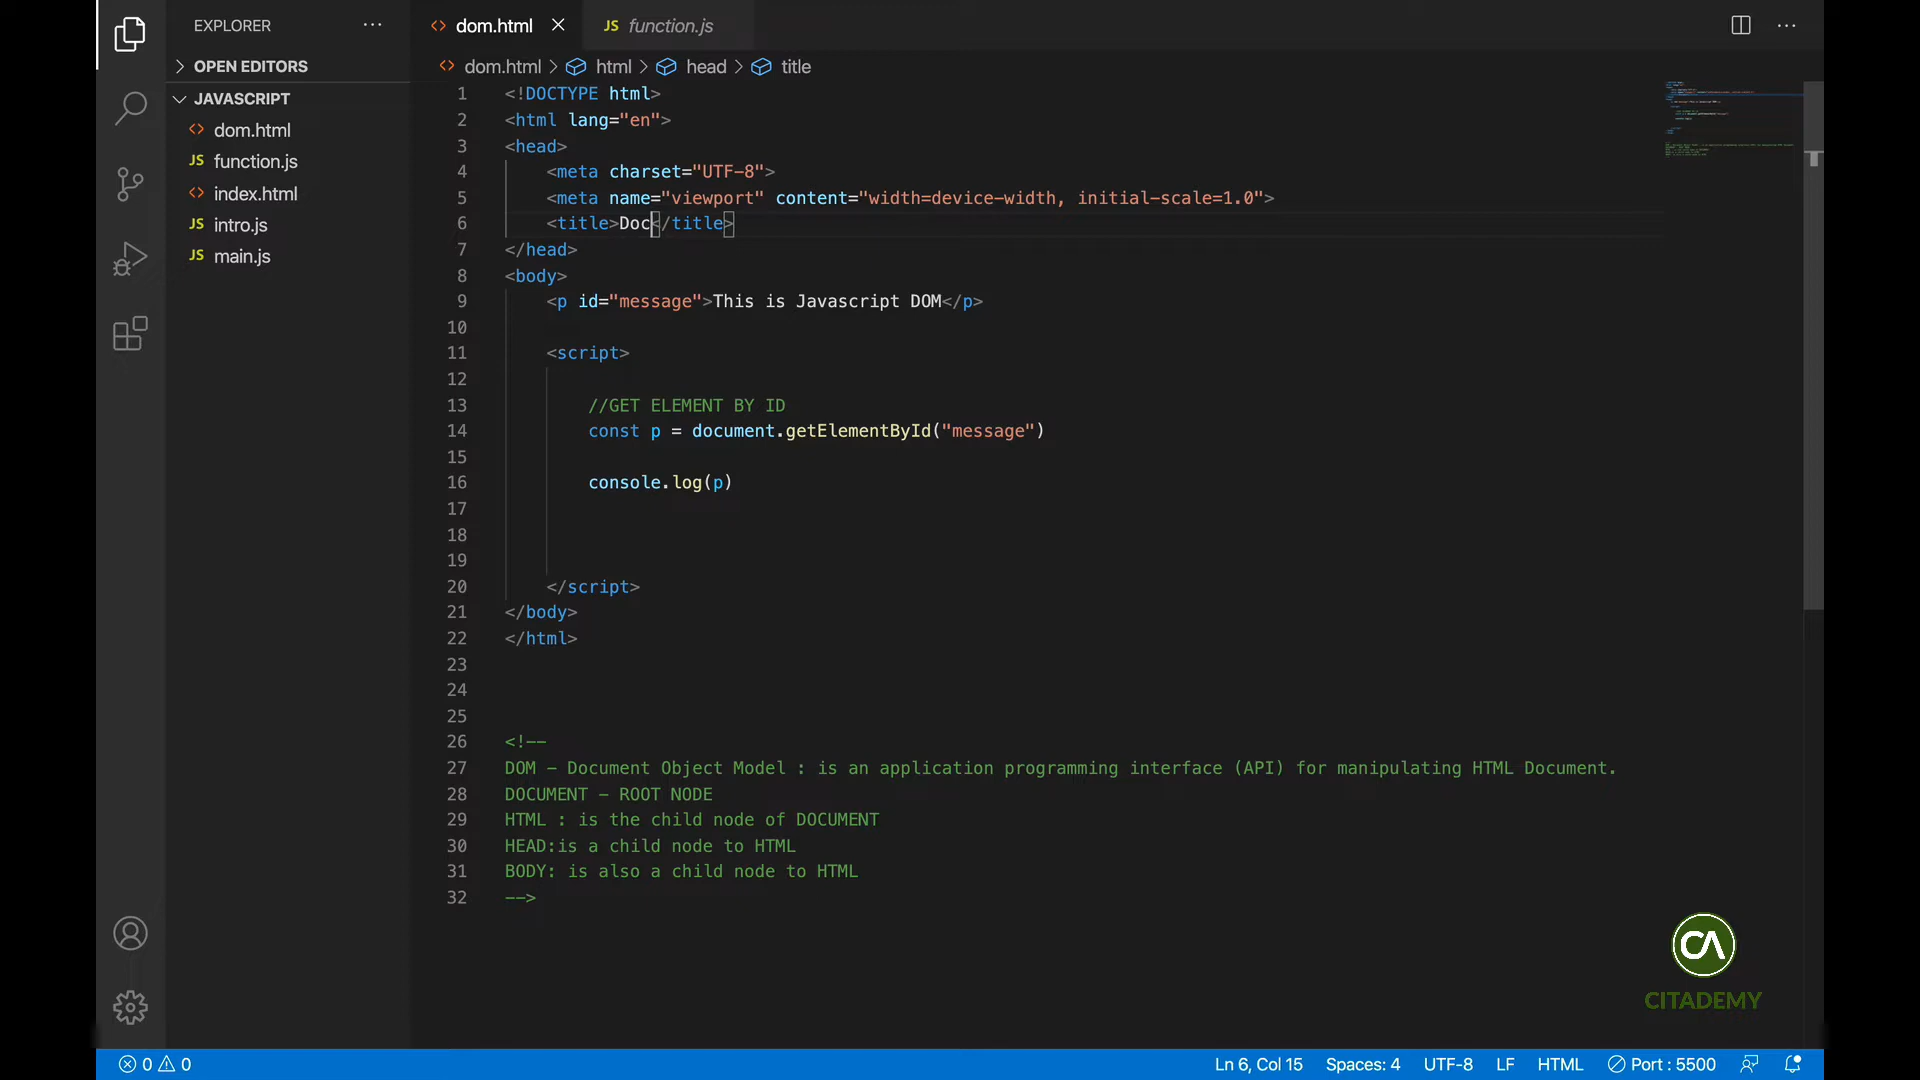 EXPLORER
OPEN EDITORS
JAVASCRIPT
dom.html
JS function.js
index.html
JS intro.js
JS main.js
dom.html
JS function.js
dom.html > html > head > title
1 <!DOCTYPE html>
2 <html lang="en">
3 <head>
4 <meta charset="UTF-8">
5 <meta name="viewport" content="width=device-width, initial-scale=1.0">
6 <title>Doc</title>
7 </head>
8 <body>
9 <p id="message">This is Javascript DOM</p>
10
11 <script>
12
13 //GET ELEMENT BY ID
14 const p = document.getElementById("message")
15
16 console.log(p)
17
18
19
20 </script>
21 </body>
22 </html>
23
24
25
26 <!--
27 DOM - Document Object Model : is an application programming interface (API) for manipulating HTML Document.
28 DOCUMENT - ROOT NODE
29 HTML : is the child node of DOCUMENT
30 HEAD:is a child node to HTML
31 BODY: is also a child node to HTML
32 -->
CA
CITADEMY
0 0
Ln 6, Col 15 Spaces: 4 UTF-8 LF HTML Port : 5500